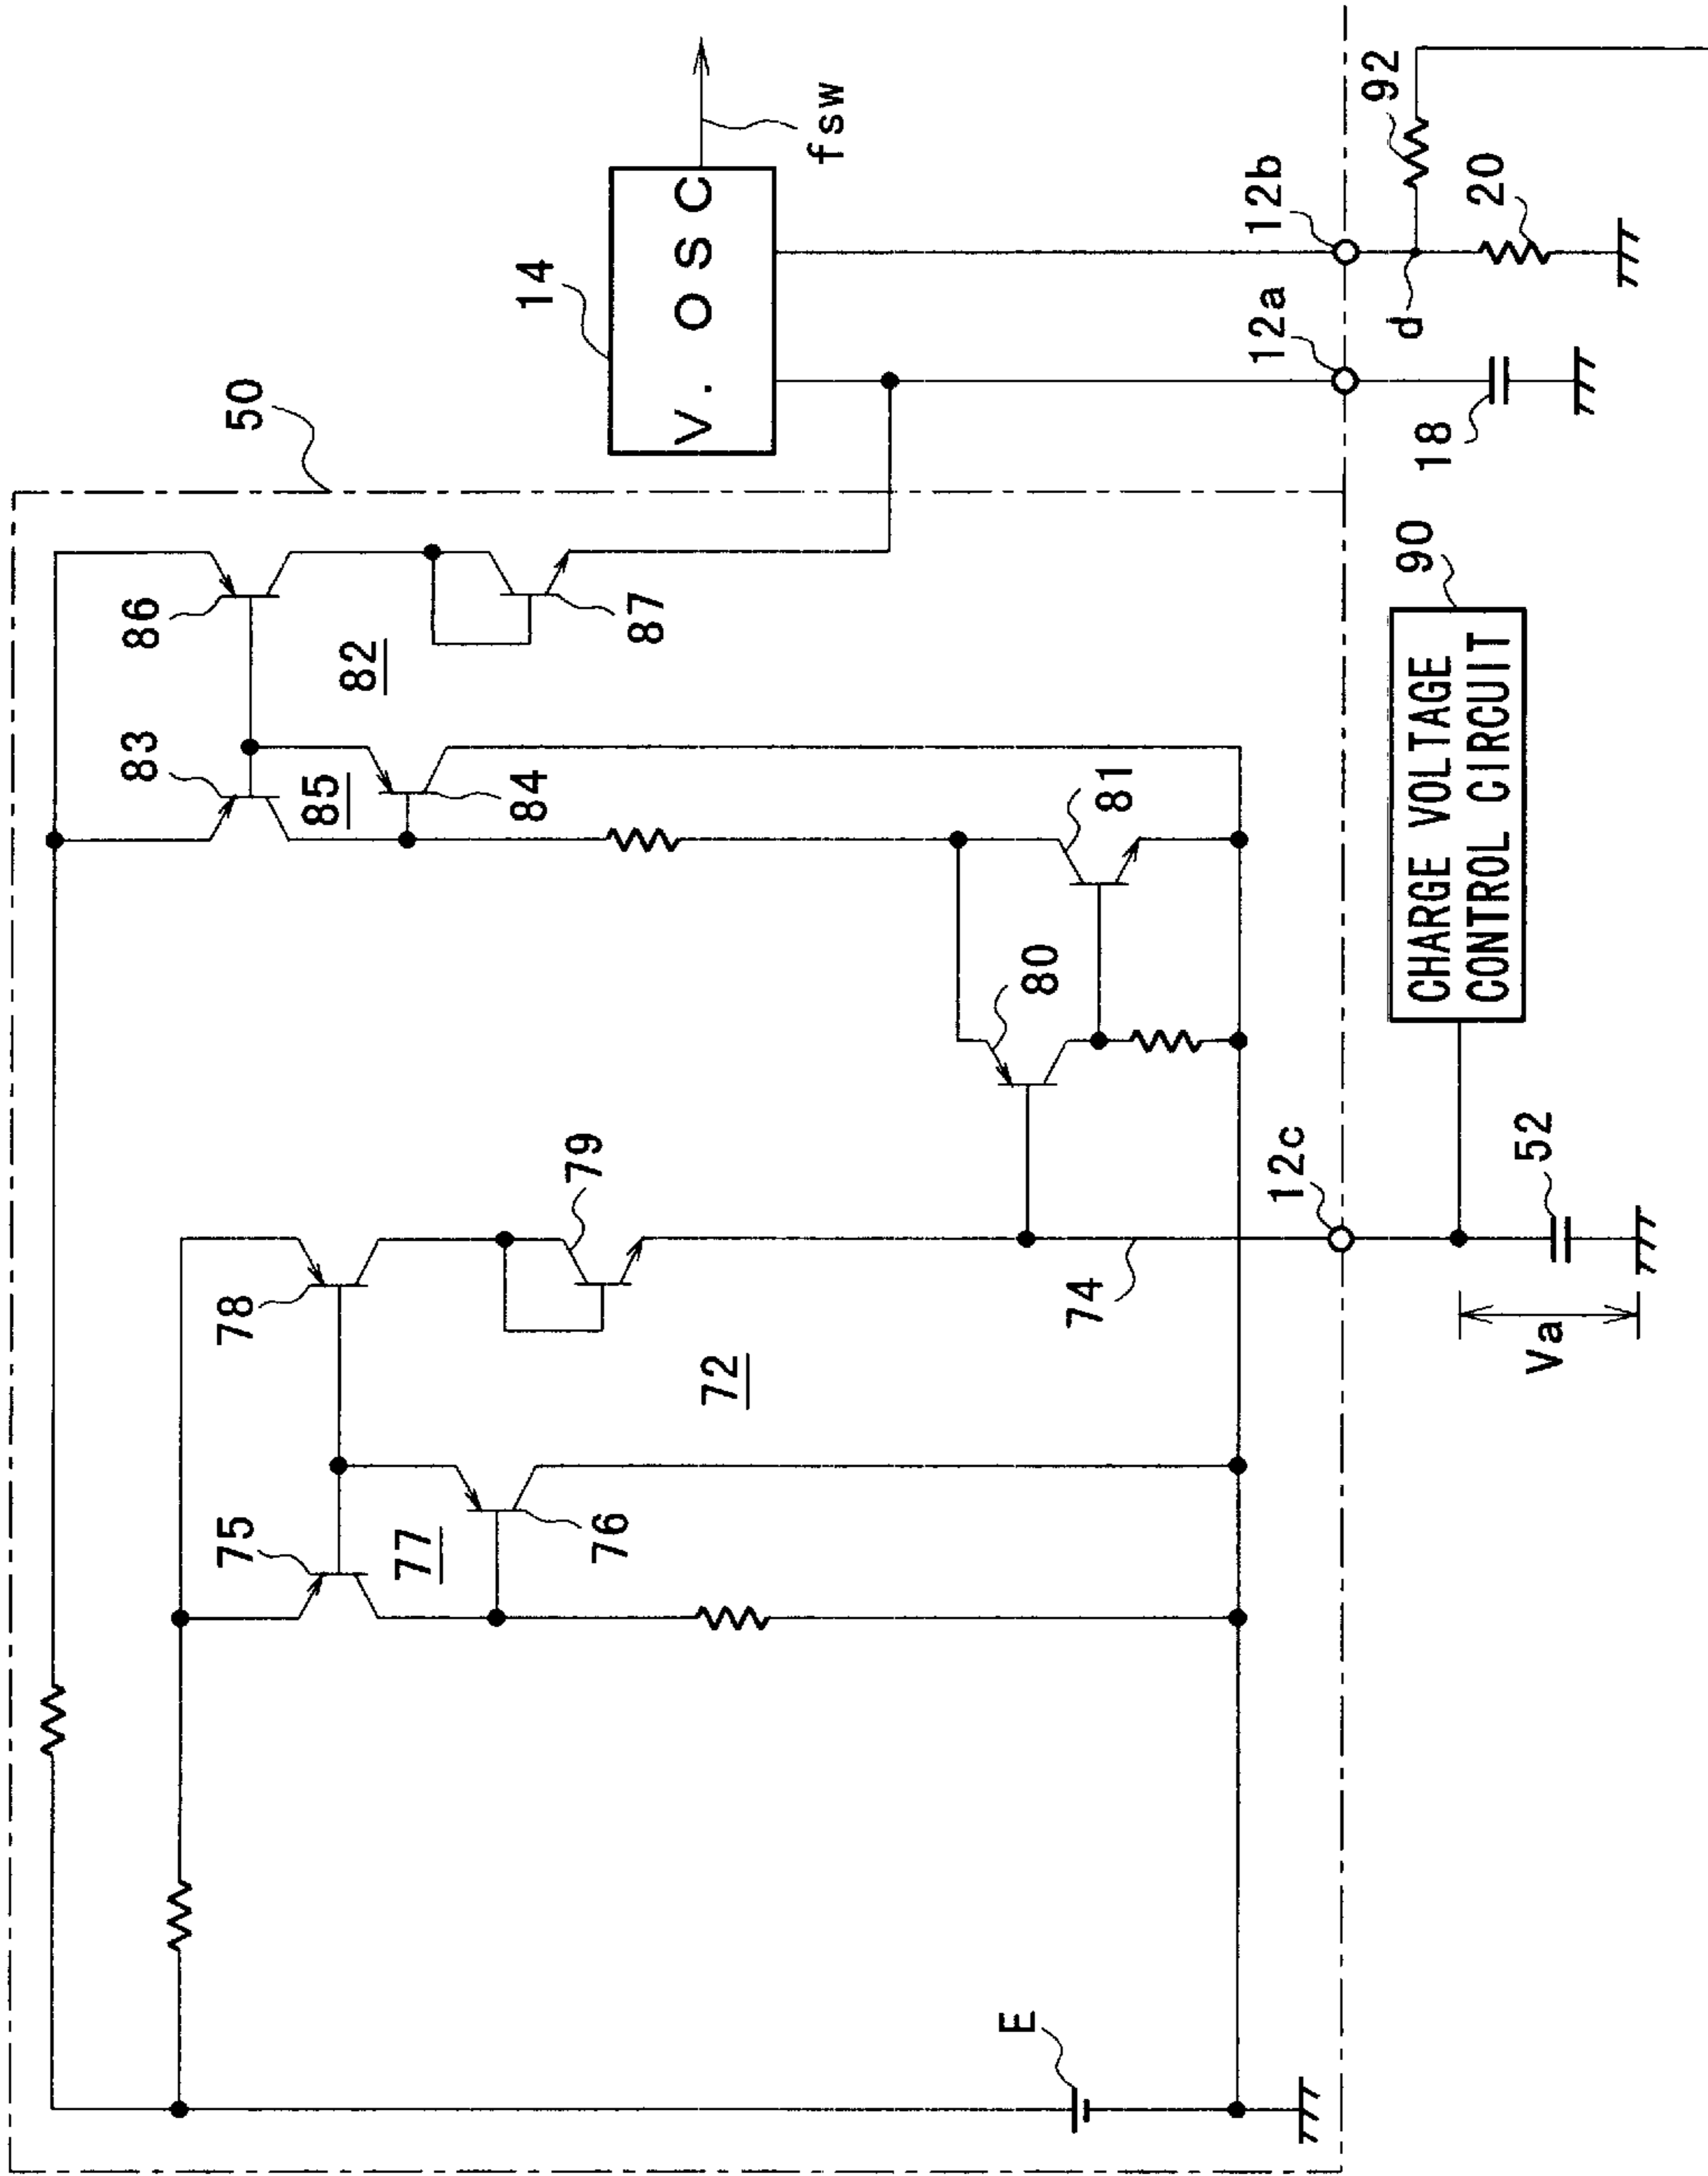 50
14
V. OSC
fsw
86
83
82
85
84
87
78
75
77
76
79
72
80
81
74
12c
12a
12b
92
d
20
18
90
CHARGE VOLTAGE
CONTROL CIRCUIT
52
Va
E